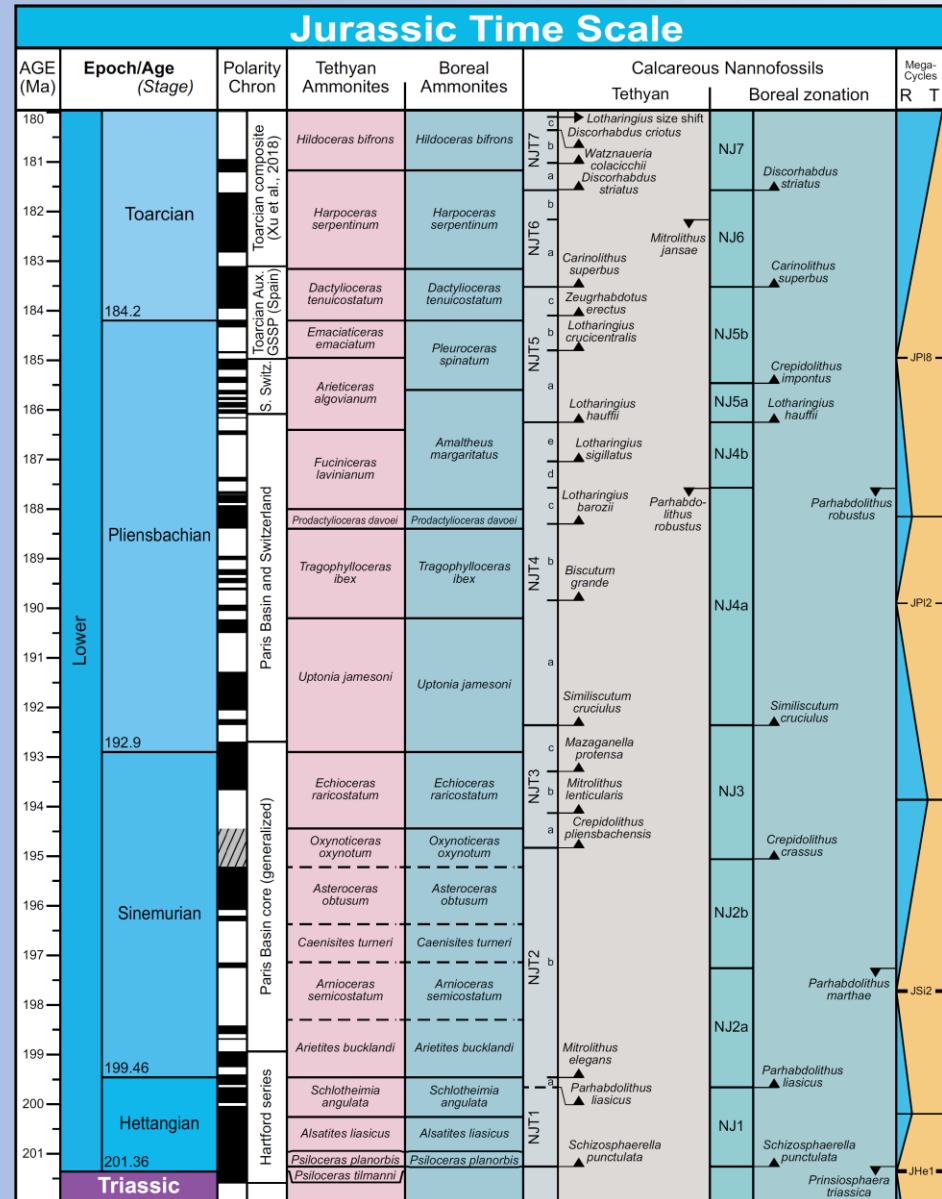 Jurassic Time Scale
AGE
(Ma)
Epoch/Age
(Stage)
Polarity
Chron
Tethyan
Ammonites
Boreal
Ammonites
Calcareous Nannofossils
Tethyan
Boreal zonation
Mega-
Cycles
R T
180
181
182
183
184
185
186
187
188
189
190
191
192
193
194
195
196
197
198
199
200
201
Lower
Toarcian
184.2
Pliensbachian
192.9
Sinemurian
199.46
Hettangian
201.36
Triassic
Toarcian composite
(Xu et al., 2018)
Toarcian Aux.
GSSP (Spain)
S. Switz.
Paris Basin and Switzerland
Paris Basin core (generalized)
Hartford series
Hildoceras bifrons
Harpoceras
serpentinum
Dactylioceras
tenuicostatum
Emaciaticeras
emaciatum
Arieticeras
algovianum
Fuciniceras
lavinianum
Prodactylioceras davoei
Tragophylloceras
ibex
Uptonia jamesoni
Echioceras
raricostatum
Oxynoticeras
oxynotum
Asteroceras
obtusum
Caenisites turneri
Arnioceras
semicostatum
Arietites bucklandi
Schlotheimia
angulata
Alsatites liasicus
Psiloceras planorbis
Psiloceras tilmanni
Hildoceras bifrons
Harpoceras
serpentinum
Dactylioceras
tenuicostatum
Pleuroceras
spinatum
Amaltheus
margaritatus
Prodactylioceras davoei
Tragophylloceras
ibex
Uptonia jamesoni
Echioceras
raricostatum
Oxynoticeras
oxynotum
Asteroceras
obtusum
Caenisites turneri
Arnioceras
semicostatum
Arietites bucklandi
Schlotheimia
angulata
Alsatites liasicus
Psiloceras planorbis
NJT7
c
b
a
NJT6
b
a
NJT5
c
b
a
NJT4
e
d
c
b
a
NJT3
c
b
a
NJT2
b
a
NJT1
Lotharingius size shift
Discorhabdus criotus
Watznaueria
colacicchii
Discorhabdus
striatus
Mitrolithus
jansae
Carinolithus
superbus
Zeugrhabdotus
erectus
Lotharingius
crucicentralis
Lotharingius
hauffii
Lotharingius
sigillatus
Parhabdo-
lithus
robustus
Lotharingius
barozii
Biscutum
grande
Similiscutum
cruciulus
Mazaganella
protensa
Mitrolithus
lenticularis
Crepidolithus
pliensbachensis
Mitrolithus
elegans
Parhabdolithus
liasicus
Schizosphaerella
punctulata
NJ7
NJ6
NJ5b
NJ5a
NJ4b
NJ4a
NJ3
NJ2b
NJ2a
NJ1
Discorhabdus
striatus
Carinolithus
superbus
Crepidolithus
impontus
Lotharingius
hauffii
Parhabdolithus
robustus
Similiscutum
cruciulus
Crepidolithus
crassus
Parhabdolithus
marthae
Parhabdolithus
liasicus
Schizosphaerella
punctulata
Prinsiosphaera
triassica
JPl8
JPl2
JSi2
JHe1